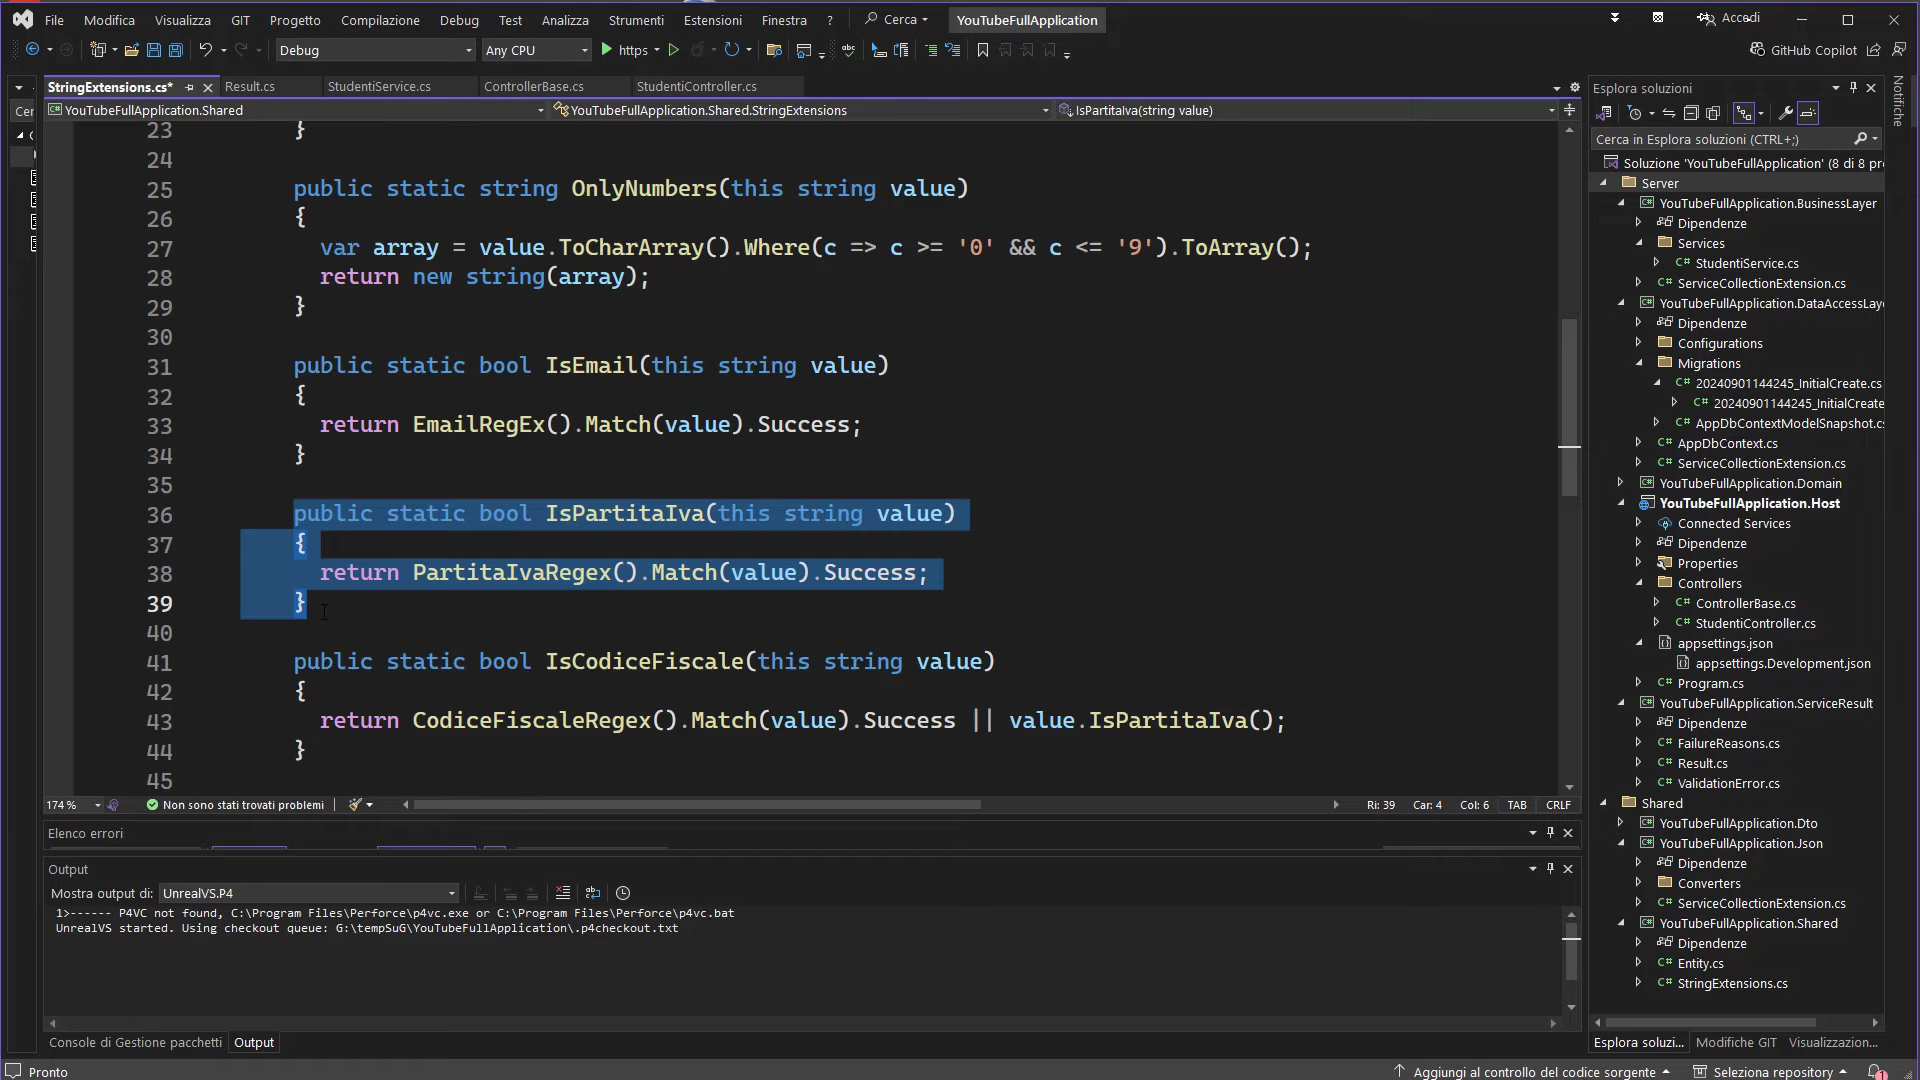 File Modifica Visualizza GIT Progetto Compilazione Debug Test Analizza Strumenti Estensioni Finestra ? Cerca YouTubeFullApplication Accedi
Debug Any CPU https GitHub Copilot
StringExtensions.cs* Result.cs StudentiService.cs ControllerBase.cs StudentiController.cs
YouTubeFullApplication.Shared YouTubeFullApplication.Shared.StringExtensions IsPartitaIva(string value)
23 }
24
25 public static string OnlyNumbers(this string value)
26 {
27 var array = value.ToCharArray().Where(c => c >= '0' && c <= '9').ToArray();
28 return new string(array);
29 }
30
31 public static bool IsEmail(this string value)
32 {
33 return EmailRegEx().Match(value).Success;
34 }
35
36 public static bool IsPartitaIva(this string value)
37 {
38 return PartitaIvaRegex().Match(value).Success;
39 }
40
41 public static bool IsCodiceFiscale(this string value)
42 {
43 return CodiceFiscaleRegex().Match(value).Success || value.IsPartitaIva();
44 }
45
174 % Non sono stati trovati problemi Ri: 39 Car: 4 Col: 6 TAB CRLF
Elenco errori
Output
Mostra output di: UnrealVS.P4
1>------ P4VC not found, C:\Program Files\Perforce\p4vc.exe or C:\Program Files\Perforce\p4vc.bat
UnrealVS started. Using checkout queue: G:\tempSuG\YouTubeFullApplication\.p4checkout.txt
Console di Gestione pacchetti Output
Esplora soluzioni
Cerca in Esplora soluzioni (CTRL+;)
Soluzione 'YouTubeFullApplication' (8 di 8 pr
Server
YouTubeFullApplication.BusinessLayer
Dipendenze
Services
StudentiService.cs
ServiceCollectionExtension.cs
YouTubeFullApplication.DataAccessLaye
Dipendenze
Configurations
Migrations
20240901144245_InitialCreate.cs
20240901144245_InitialCreate
AppDbContextModelSnapshot.cs
AppDbContext.cs
ServiceCollectionExtension.cs
YouTubeFullApplication.Domain
YouTubeFullApplication.Host
Connected Services
Dipendenze
Properties
Controllers
ControllerBase.cs
StudentiController.cs
appsettings.json
appsettings.Development.json
Program.cs
YouTubeFullApplication.ServiceResult
Dipendenze
FailureReasons.cs
Result.cs
ValidationError.cs
Shared
YouTubeFullApplication.Dto
YouTubeFullApplication.Json
Dipendenze
Converters
ServiceCollectionExtension.cs
YouTubeFullApplication.Shared
Dipendenze
Entity.cs
StringExtensions.cs
Esplora soluzi... Modifiche GIT Visualizzazion...
Notifiche
Cer
Pronto Aggiungi al controllo del codice sorgente Seleziona repository 1